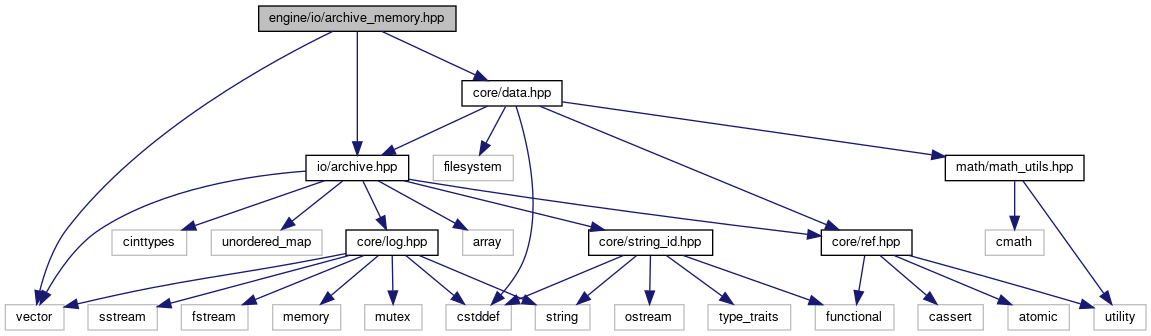 engine/io/archive_memory.hpp
core/data.hpp
io/archive.hpp
filesystem
math/math_utils.hpp
cinttypes
unordered_map
core/log.hpp
array
core/string_id.hpp
core/ref.hpp
cmath
vector
sstream
fstream
memory
mutex
cstddef
string
ostream
type_traits
functional
cassert
atomic
utility